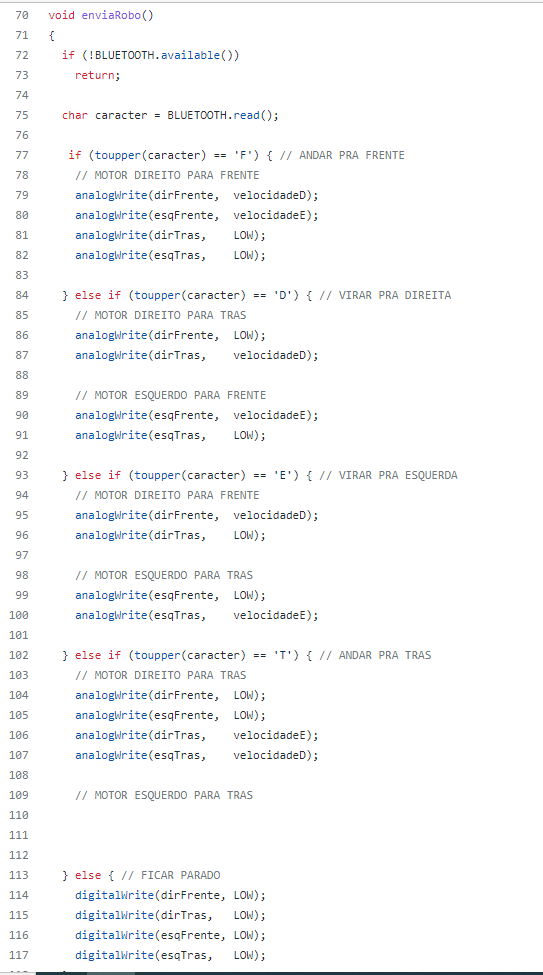 70 void enviaRobo()
71 {
72 if (!BLUETOOTH.available())
73 return;
74
75 char caracter = BLUETOOTH.read();
76
77 if (toupper(caracter) == 'F') { // ANDAR PRA FRENTE
78 // MOTOR DIREITO PARA FRENTE
79 analogWrite(dirFrente, velocidadeD);
80 analogWrite(esqFrente, velocidadeE);
81 analogWrite(dirTras, LOW);
82 analogWrite(esqTras, LOW);
83
84 } else if (toupper(caracter) == 'D') { // VIRAR PRA DIREITA
85 // MOTOR DIREITO PARA TRAS
86 analogWrite(dirFrente, LOW);
87 analogWrite(dirTras, velocidadeD);
88
89 // MOTOR ESQUERDO PARA FRENTE
90 analogWrite(esqFrente, velocidadeE);
91 analogWrite(esqTras, LOW);
92
93 } else if (toupper(caracter) == 'E') { // VIRAR PRA ESQUERDA
94 // MOTOR DIREITO PARA FRENTE
95 analogWrite(dirFrente, velocidadeD);
96 analogWrite(dirTras, LOW);
97
98 // MOTOR ESQUERDO PARA TRAS
99 analogWrite(esqFrente, LOW);
100 analogWrite(esqTras, velocidadeE);
101
102 } else if (toupper(caracter) == 'T') { // ANDAR PRA TRAS
103 // MOTOR DIREITO PARA TRAS
104 analogWrite(dirFrente, LOW);
105 analogWrite(esqFrente, LOW);
106 analogWrite(dirTras, velocidadeE);
107 analogWrite(esqTras, velocidadeD);
108
109 // MOTOR ESQUERDO PARA TRAS
110
111
112
113 } else { // FICAR PARADO
114 digitalWrite(dirFrente, LOW);
115 digitalWrite(dirTras, LOW);
116 digitalWrite(esqFrente, LOW);
117 digitalWrite(esqTras, LOW);